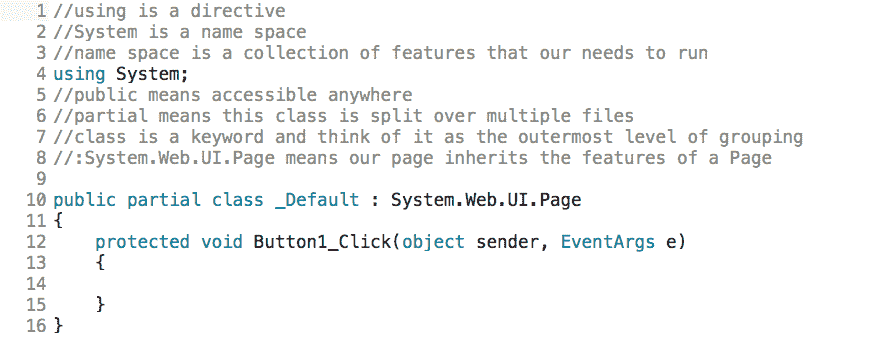 1 //using is a directive
2 //System is a name space
3 //name space is a collection of features that our needs to run
4 using System;
5 //public means accessible anywhere
6 //partial means this class is split over multiple files
7 //class is a keyword and think of it as the outermost level of grouping
8 //:System.Web.UI.Page means our page inherits the features of a Page
9
10 public partial class _Default : System.Web.UI.Page
11 {
12     protected void Button1_Click(object sender, EventArgs e)
13     {
14
15     }
16 }